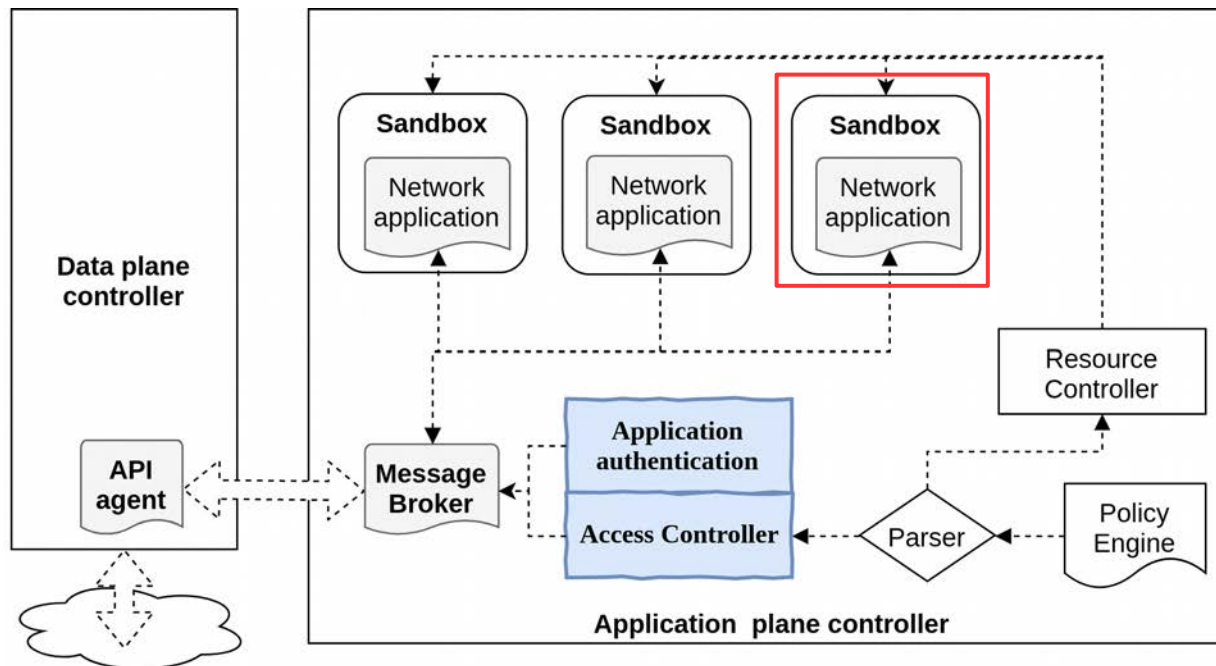 Sandbox
Network
application
Sandbox
Network
application
Sandbox
Network
application
Data plane
controller
Resource
Controller
Application
authentication
API
agent
Message
Broker
Access Controller
Parser
Policy
Engine
Application plane controller